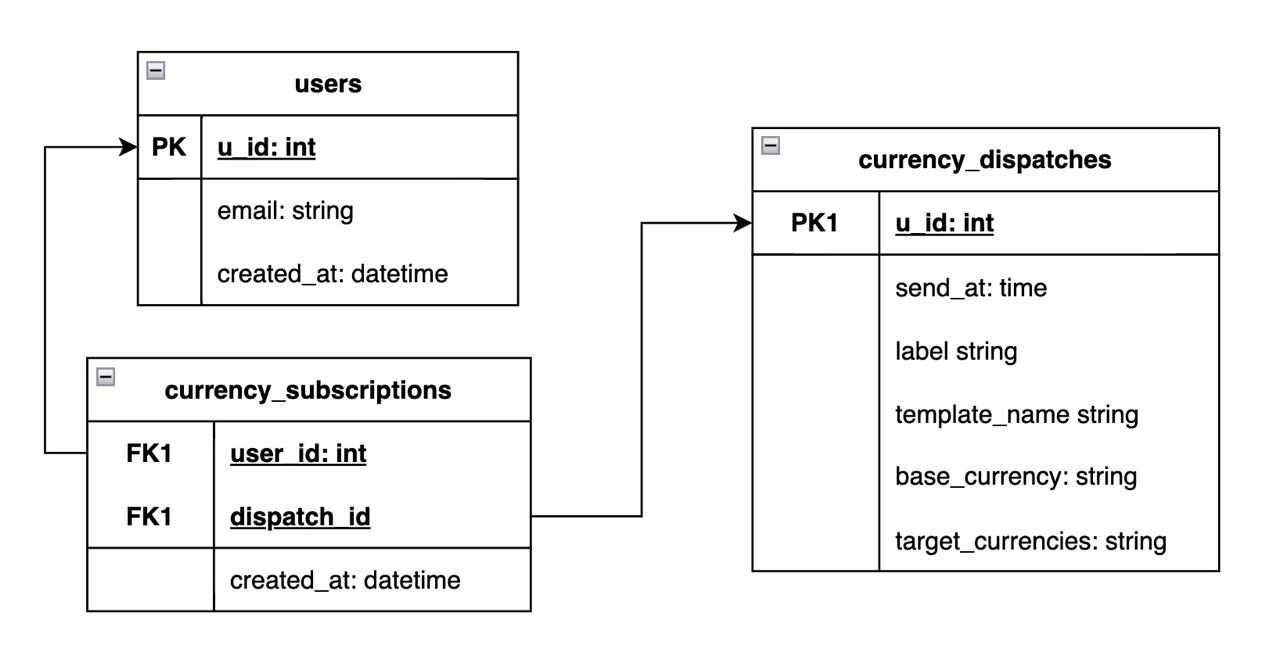 users
PK u_id: int
email: string
created_at: datetime
currency_subscriptions
FK1 user_id: int
FK1 dispatch_id
created_at: datetime
currency_dispatches
PK1 u_id: int
send_at: time
label string
template_name string
base_currency: string
target_currencies: string